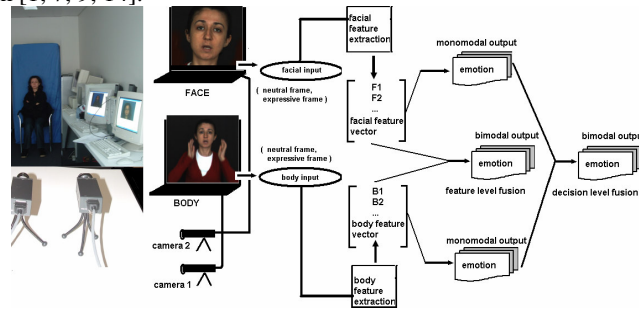 FACE
facial input
( neutral frame,
expressive frame )
facial
feature
extraction
F1
F2
...
facial feature
vector
monomodal output
emotion
BODY
( neutral frame,
expressive frame )
body input
bimodal output
emotion
feature level fusion
bimodal output
emotion
decision level fusion
B1
B2
...
body feature
vector
monomodal output
emotion
camera 2
camera 1
body
feature
extraction